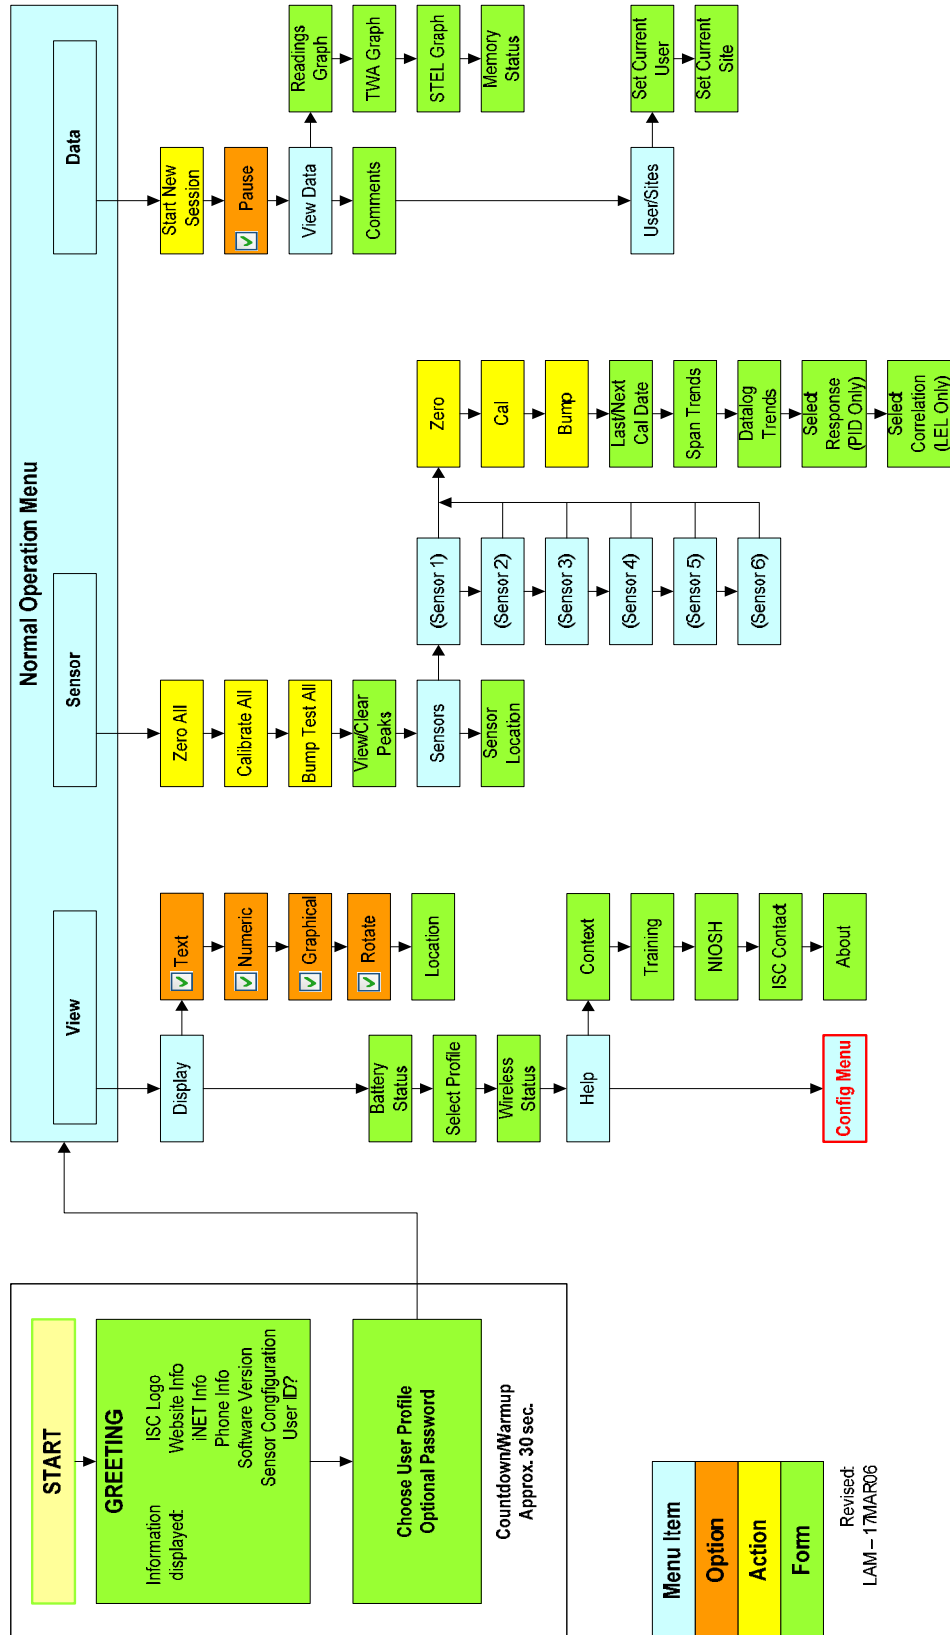 START
GREETING
Information
displayed:
ISC Logo
Website Info
iNET Info
Phone Info
Software Version
Sensor Congfiguration
User ID?
Choose User Profile
Optional Password
Countdown/Warmup
Approx. 30 sec.
Normal Operation Menu
View
Sensor
Data
Display
Text
Numeric
Graphical
Rotate
Location
Battery
Status
Select Profile
Wireless
Status
Help
Context
Training
NIOSH
ISC Contact
About
Config Menu
Zero All
Calibrate All
Bump Test All
View/Clear
Peaks
Sensors
Sensor
Location
(Sensor 1)
(Sensor 2)
(Sensor 3)
(Sensor 4)
(Sensor 5)
(Sensor 6)
Zero
Cal
Bump
Last/Next
Cal Date
Span Trends
Datalog
Trends
Select
Response
(PID Only)
Select
Correlation
(LEL Only)
Start New
Session
Pause
View Data
Comments
Readings
Graph
TWA Graph
STEL Graph
Memory
Status
User/Sites
Set Current
User
Set Current
Site
Menu Item
Option
Action
Form
Revised:
LAM – 17MAR06